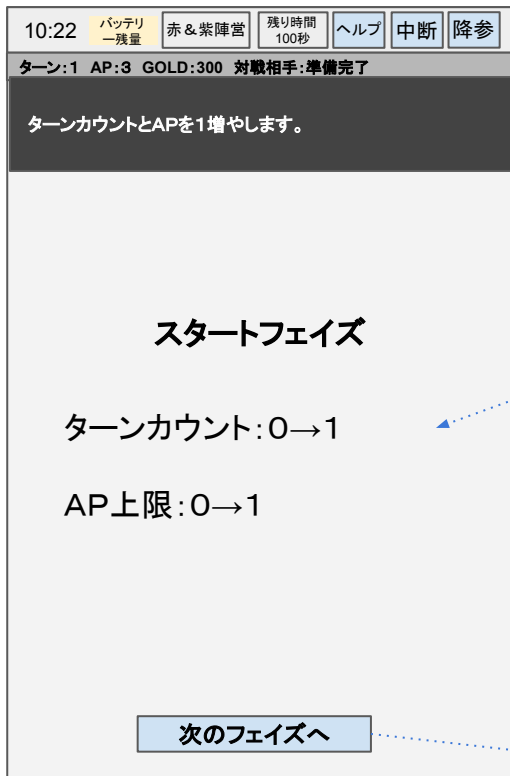 10:22 バッテリ
ー残量 赤&紫陣営 残り時間
100秒 ヘルプ 中断 降参
ターン:1 AP:3 GOLD:300 対戦相手:準備完了
ターンカウントとAPを1増やします。
スタートフェイズ
ターンカウント:0→1
AP上限:0→1
次のフェイズへ